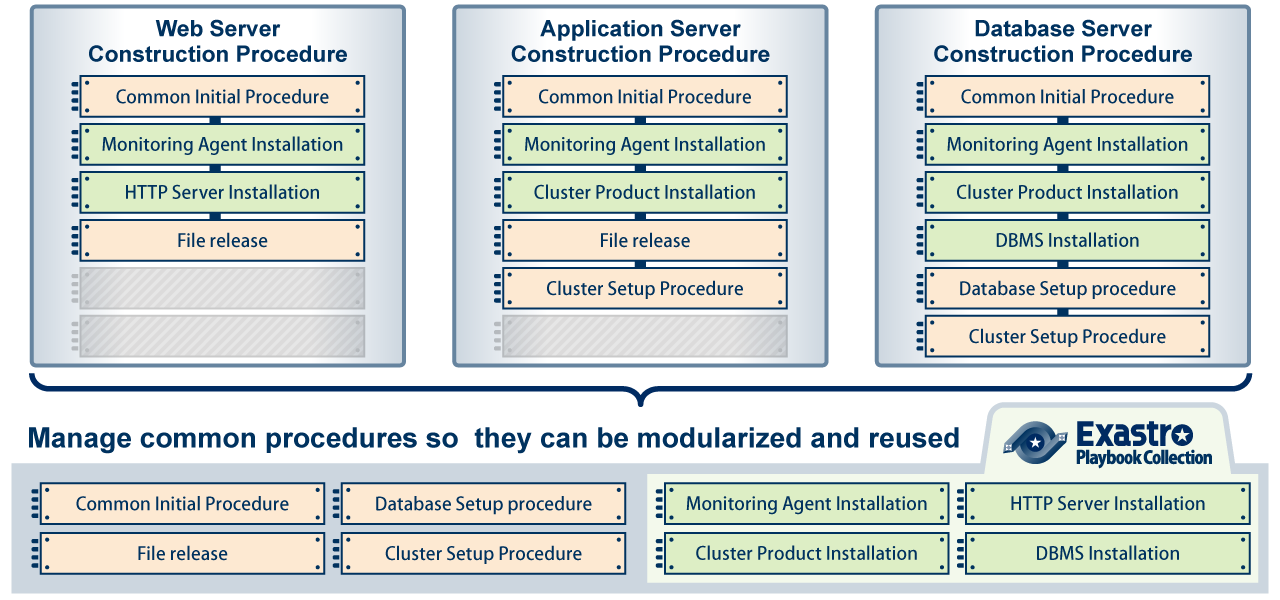 Web Server
Construction Procedure
Common Initial Procedure
Monitoring Agent Installation
HTTP Server Installation
File release
Application Server
Construction Procedure
Common Initial Procedure
Monitoring Agent Installation
Cluster Product Installation
File release
Cluster Setup Procedure
Database Server
Construction Procedure
Common Initial Procedure
Monitoring Agent Installation
Cluster Product Installation
DBMS Installation
Database Setup procedure
Cluster Setup Procedure
Manage common procedures so  they can be modularized and reused
Exastro
Playbook Collection
Common Initial Procedure
Database Setup procedure
File release
Cluster Setup Procedure
Monitoring Agent Installation
HTTP Server Installation
Cluster Product Installation
DBMS Installation